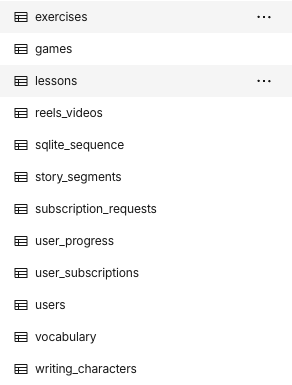 exercises
games
lessons
reels_videos
sqlite_sequence
story_segments
subscription_requests
user_progress
user_subscriptions
users
vocabulary
writing_characters